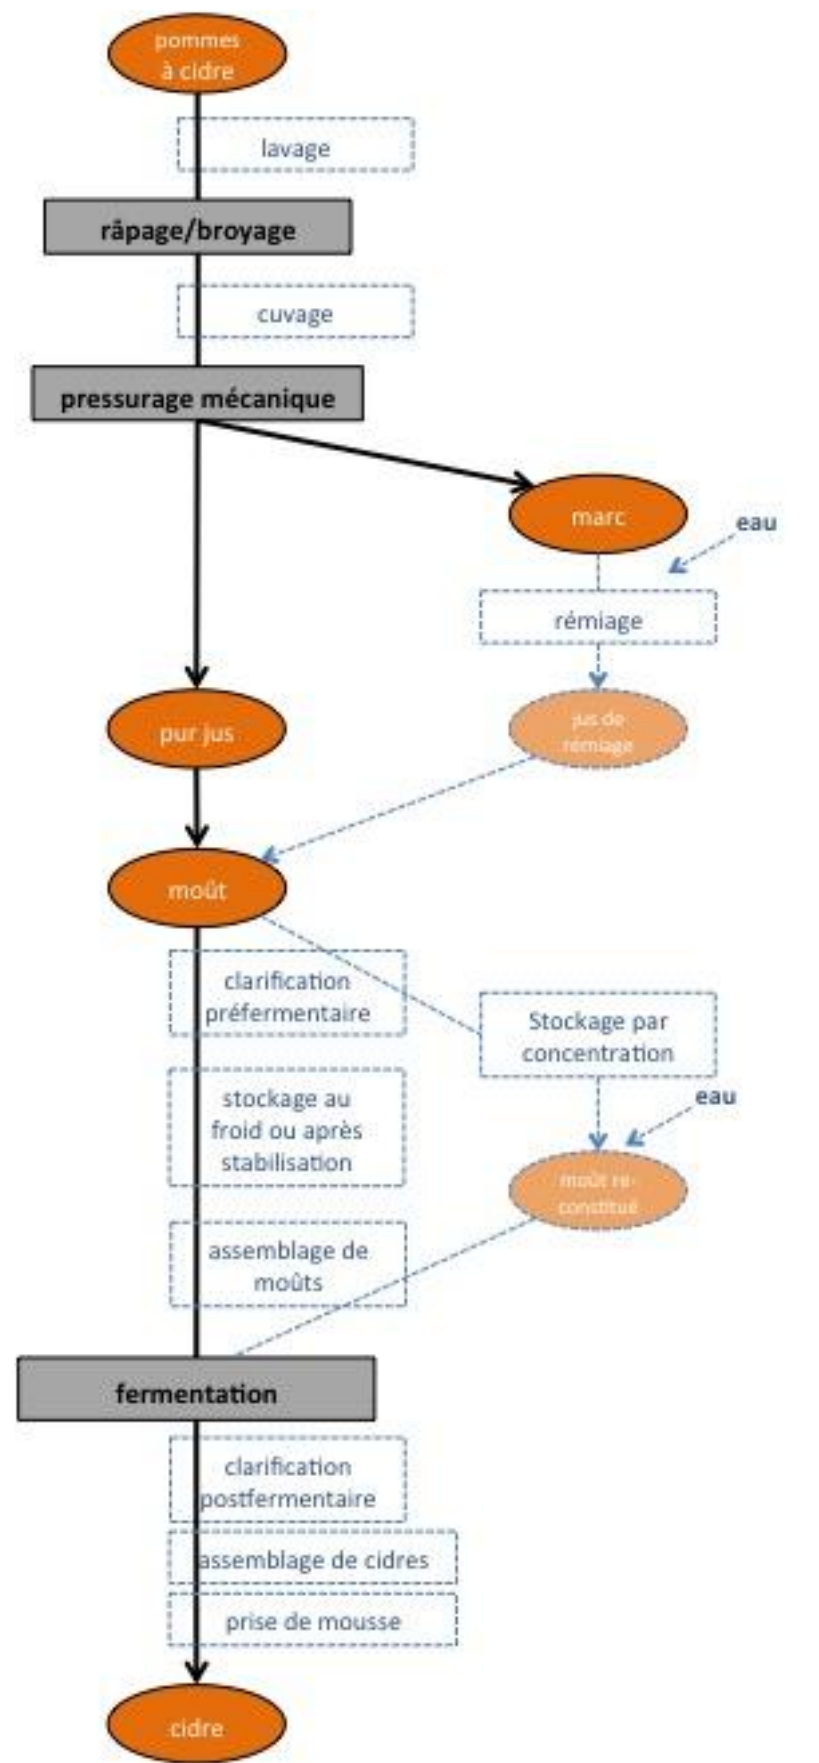 pommes
à cidre
lavage
râpage/broyage
cuvage
pressurage mécanique
marc
eau
rémiage
pur jus
jus de
rémiage
moût
clarification
préfermentaire
Stockage par
concentration
stockage au
froid ou après
stabilisation
eau
moût re-
constitué
assemblage de
moûts
fermentation
clarification
postfermentaire
assemblage de cidres
prise de mousse
cidre